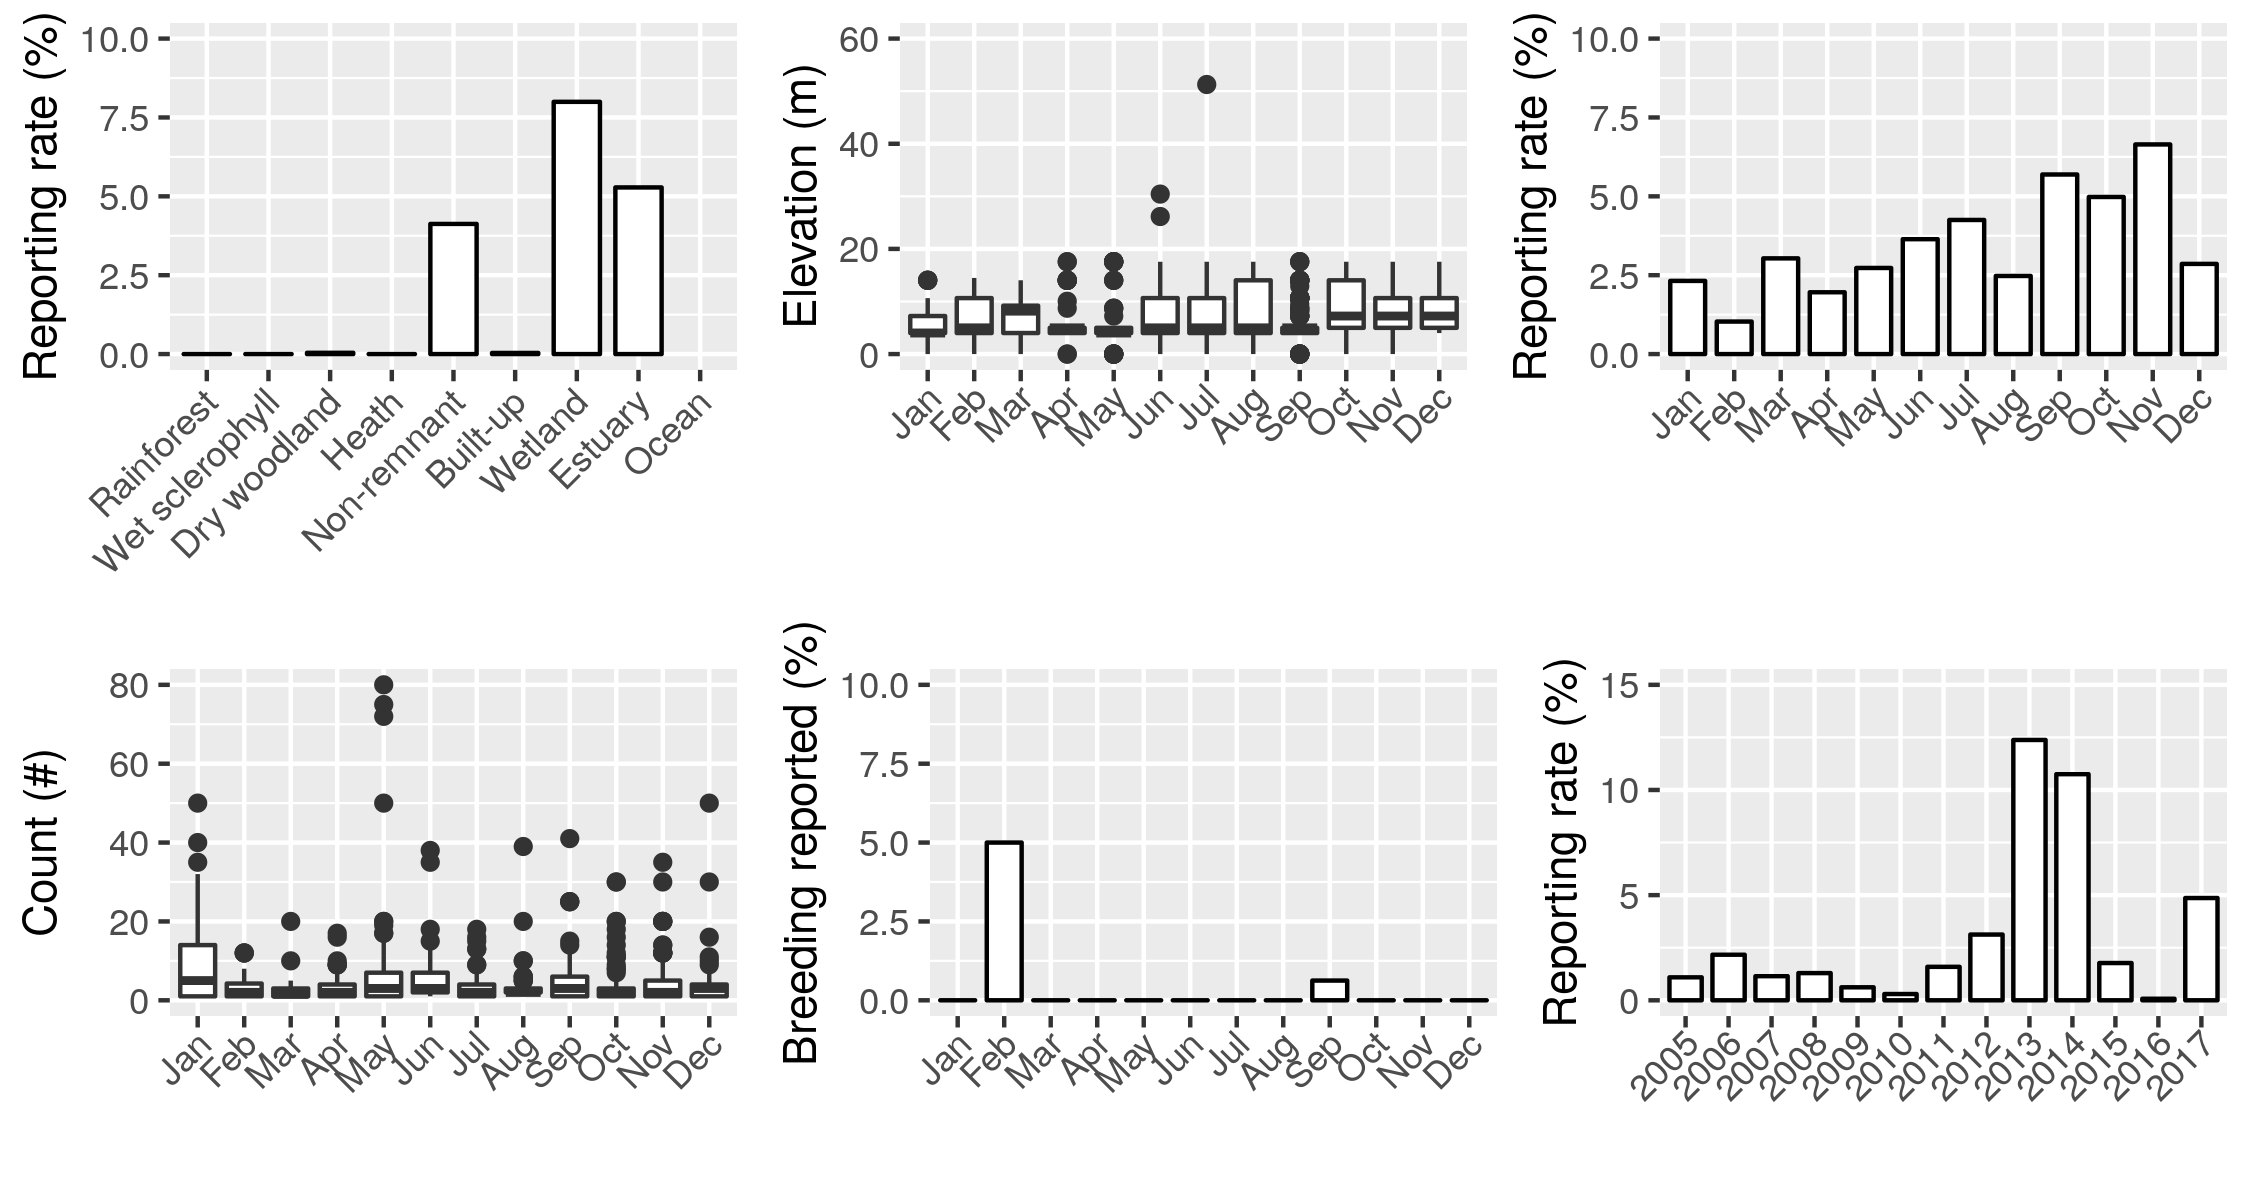 Reporting rate (%)
10.0
7.5
5.0
2.5
0.0
Rainforest
Wet sclerophyll
Dry woodland
Heath
Non-remnant
Built-up
Wetland
Estuary
Ocean
Elevation (m)
60
40
20
0
Jan
Feb
Mar
Apr
May
Jun
Jul
Aug
Sep
Oct
Nov
Dec
Reporting rate (%)
10.0
7.5
5.0
2.5
0.0
Jan
Feb
Mar
Apr
May
Jun
Jul
Aug
Sep
Oct
Nov
Dec
Count (#)
80
60
40
20
0
Jan
Feb
Mar
Apr
May
Jun
Jul
Aug
Sep
Oct
Nov
Dec
Breeding reported (%)
10.0
7.5
5.0
2.5
0.0
Jan
Feb
Mar
Apr
May
Jun
Jul
Aug
Sep
Oct
Nov
Dec
Reporting rate (%)
15
10
5
0
2005
2006
2007
2008
2009
2010
2011
2012
2013
2014
2015
2016
2017